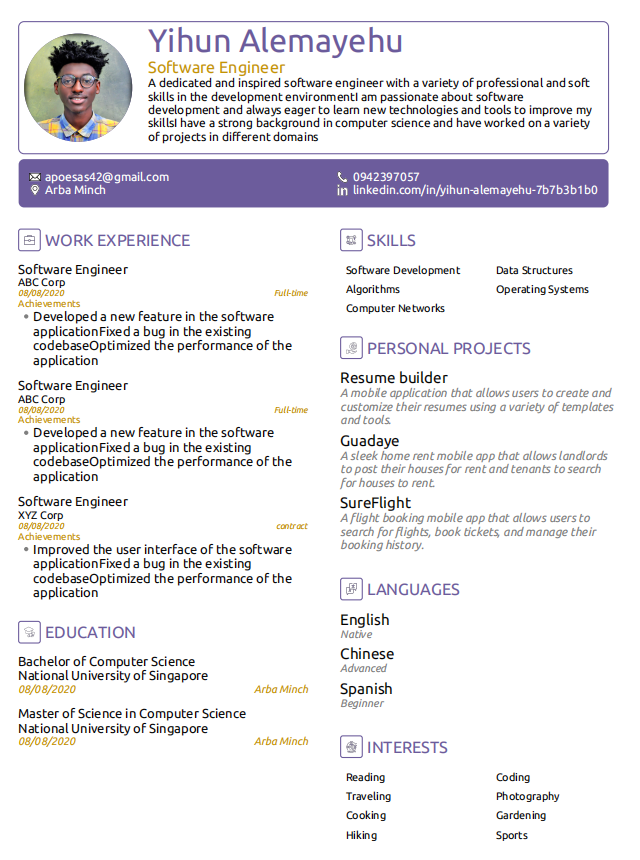 Yihun Alemayehu
Software Engineer
A dedicated and inspired software engineer with a variety of professional and soft
skills in the development environmentI am passionate about software
development and always eager to learn new technologies and tools to improve my
skillsI have a strong background in computer science and have worked on a variety
of projects in different domains
apoesas42@gmail.com
Arba Minch
0942397057
linkedin.com/in/yihun-alemayehu-7b7b3b1b0
WORK EXPERIENCE
Software Engineer
ABC Corp
08/08/2020 Full-time
Achievements
• Developed a new feature in the software
applicationFixed a bug in the existing
codebaseOptimized the performance of the
application
Software Engineer
ABC Corp
08/08/2020 Full-time
Achievements
• Developed a new feature in the software
applicationFixed a bug in the existing
codebaseOptimized the performance of the
application
Software Engineer
XYZ Corp
08/08/2020 contract
Achievements
• Improved the user interface of the software
applicationFixed a bug in the existing
codebaseOptimized the performance of the
application
EDUCATION
Bachelor of Computer Science
National University of Singapore
08/08/2020 Arba Minch
Master of Science in Computer Science
National University of Singapore
08/08/2020 Arba Minch
SKILLS
Software Development Data Structures
Algorithms Operating Systems
Computer Networks
PERSONAL PROJECTS
Resume builder
A mobile application that allows users to create and
customize their resumes using a variety of templates
and tools.
Guadaye
A sleek home rent mobile app that allows landlords
to post their houses for rent and tenants to search
for houses to rent.
SureFlight
A flight booking mobile app that allows users to
search for flights, book tickets, and manage their
booking history.
LANGUAGES
English
Native
Chinese
Advanced
Spanish
Beginner
INTERESTS
Reading Coding
Traveling Photography
Cooking Gardening
Hiking Sports